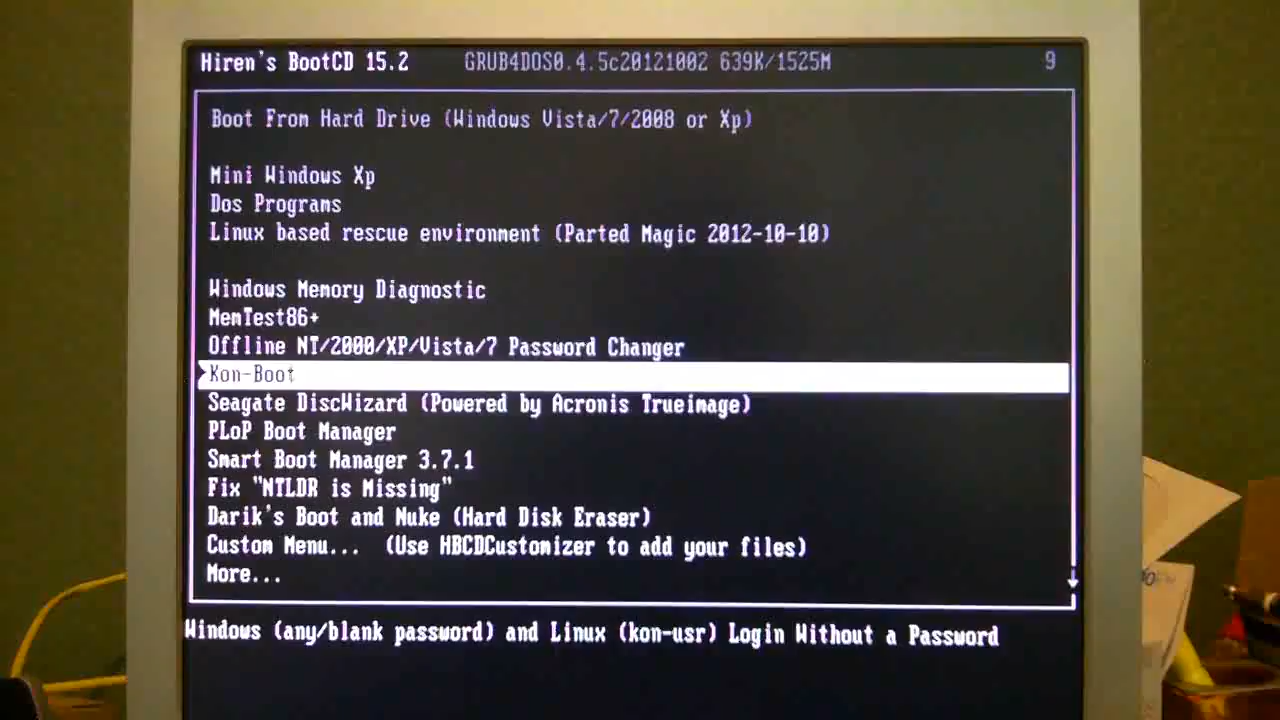 Hiren's BootCD 15.2 GRUB4DOS0.4.5c20121002 639K/1525M 9
Boot From Hard Drive (Windows Vista/7/2008 or Xp)
Mini Windows Xp
Dos Programs
Linux based rescue environment (Parted Magic 2012-10-10)
Windows Memory Diagnostic
MemTest86+
Offline NT/2000/XP/Vista/7 Password Changer
Kon-Boot
Seagate DiscWizard (Powered by Acronis Trueimage)
PLoP Boot Manager
Smart Boot Manager 3.7.1
Fix "NTLDR is Missing"
Darik's Boot and Nuke (Hard Disk Eraser)
Custom Menu... (Use HBCDCustomizer to add your files)
More...
Windows (any/blank password) and Linux (kon-usr) Login Without a Password